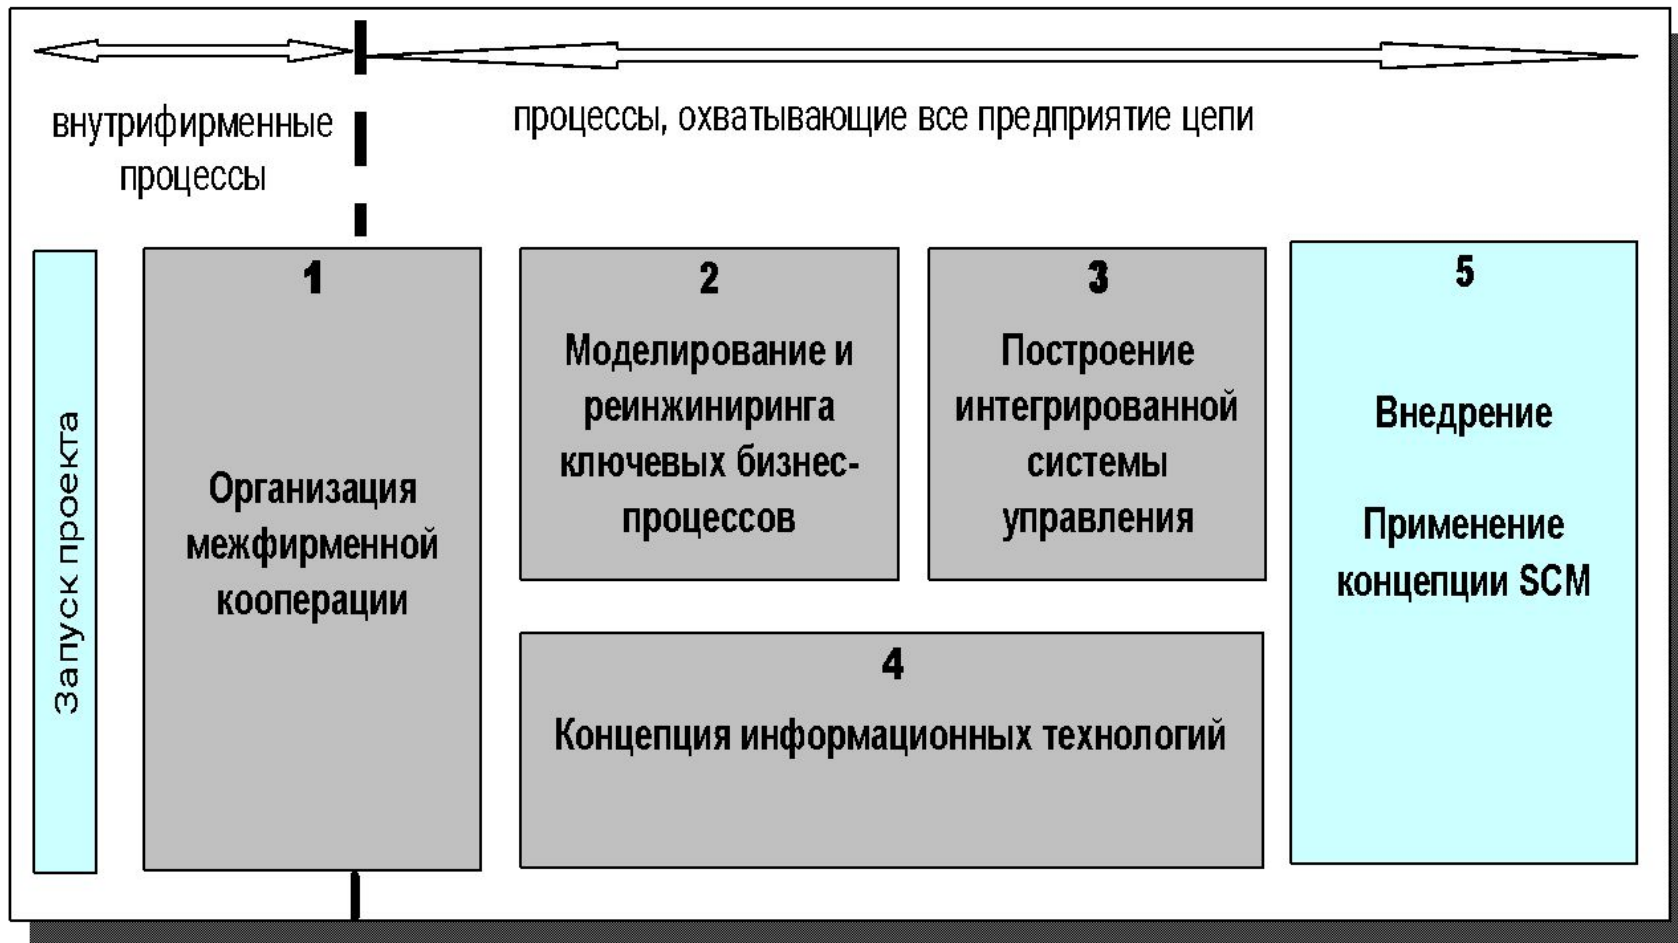 внутрифирменные
процессы
процессы, охватывающие все предприятие цепи
Запуск проекта
1
Организация
межфирменной
кооперации
2
Моделирование и
реинжиниринга
ключевых бизнес-
процессов
3
Построение
интегрированной
системы
управления
4
Концепция информационных технологий
5
Внедрение
Применение
концепции SCM